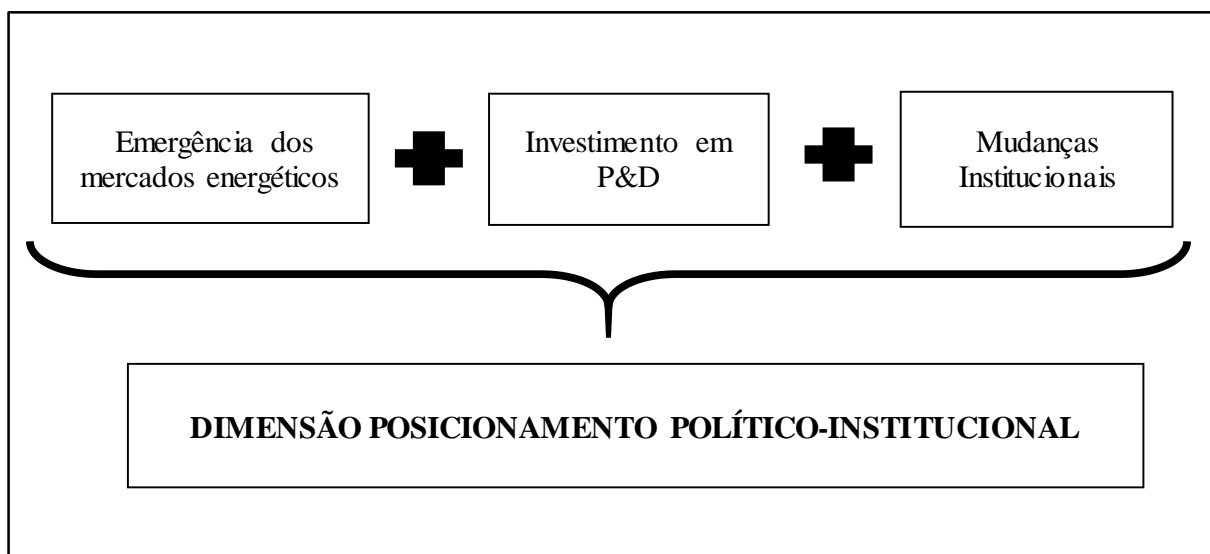 Emergência dos
mercados energéticos
Investimento em
P&D
Mudanças
Institucionais
DIMENSÃO POSICIONAMENTO POLÍTICO-INSTITUCIONAL